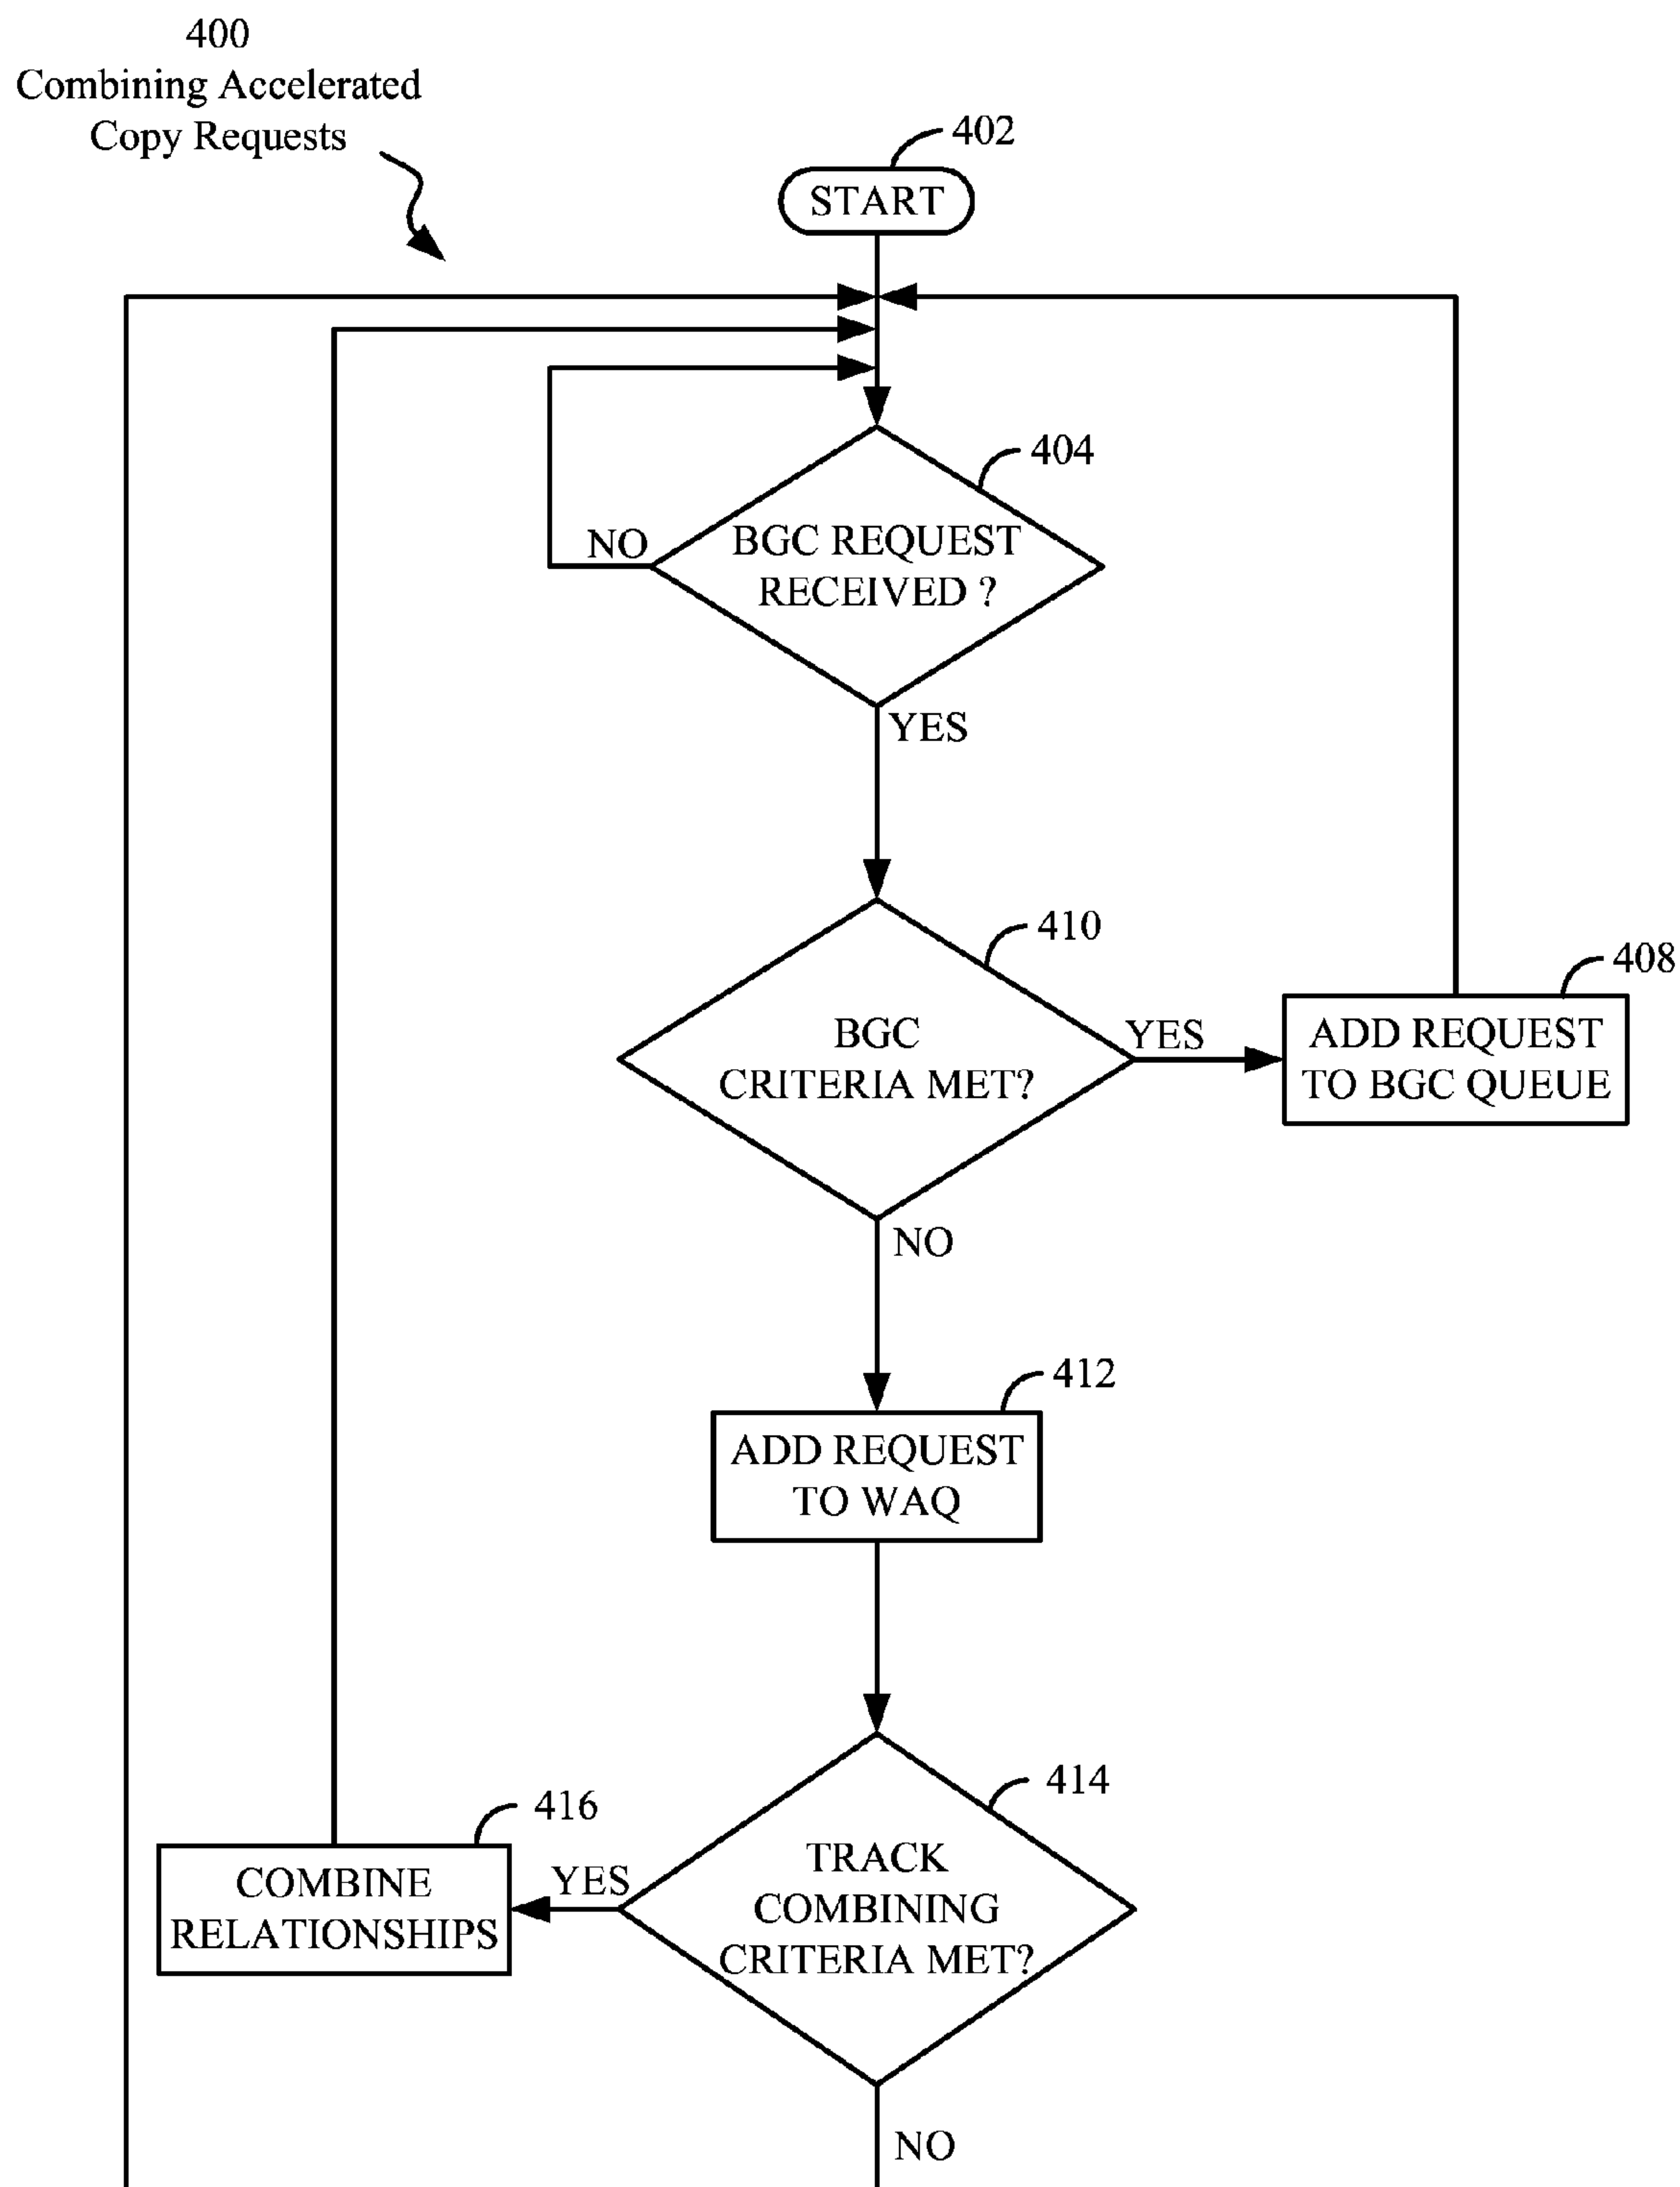 400
Combining Accelerated
Copy Requests
402
START
404
NO
BGC REQUEST
RECEIVED ?
YES
410
408
BGC
CRITERIA MET?
YES
ADD REQUEST
TO BGC QUEUE
NO
412
ADD REQUEST
TO WAQ
414
416
TRACK
COMBINING
CRITERIA MET?
YES
COMBINE
RELATIONSHIPS
NO